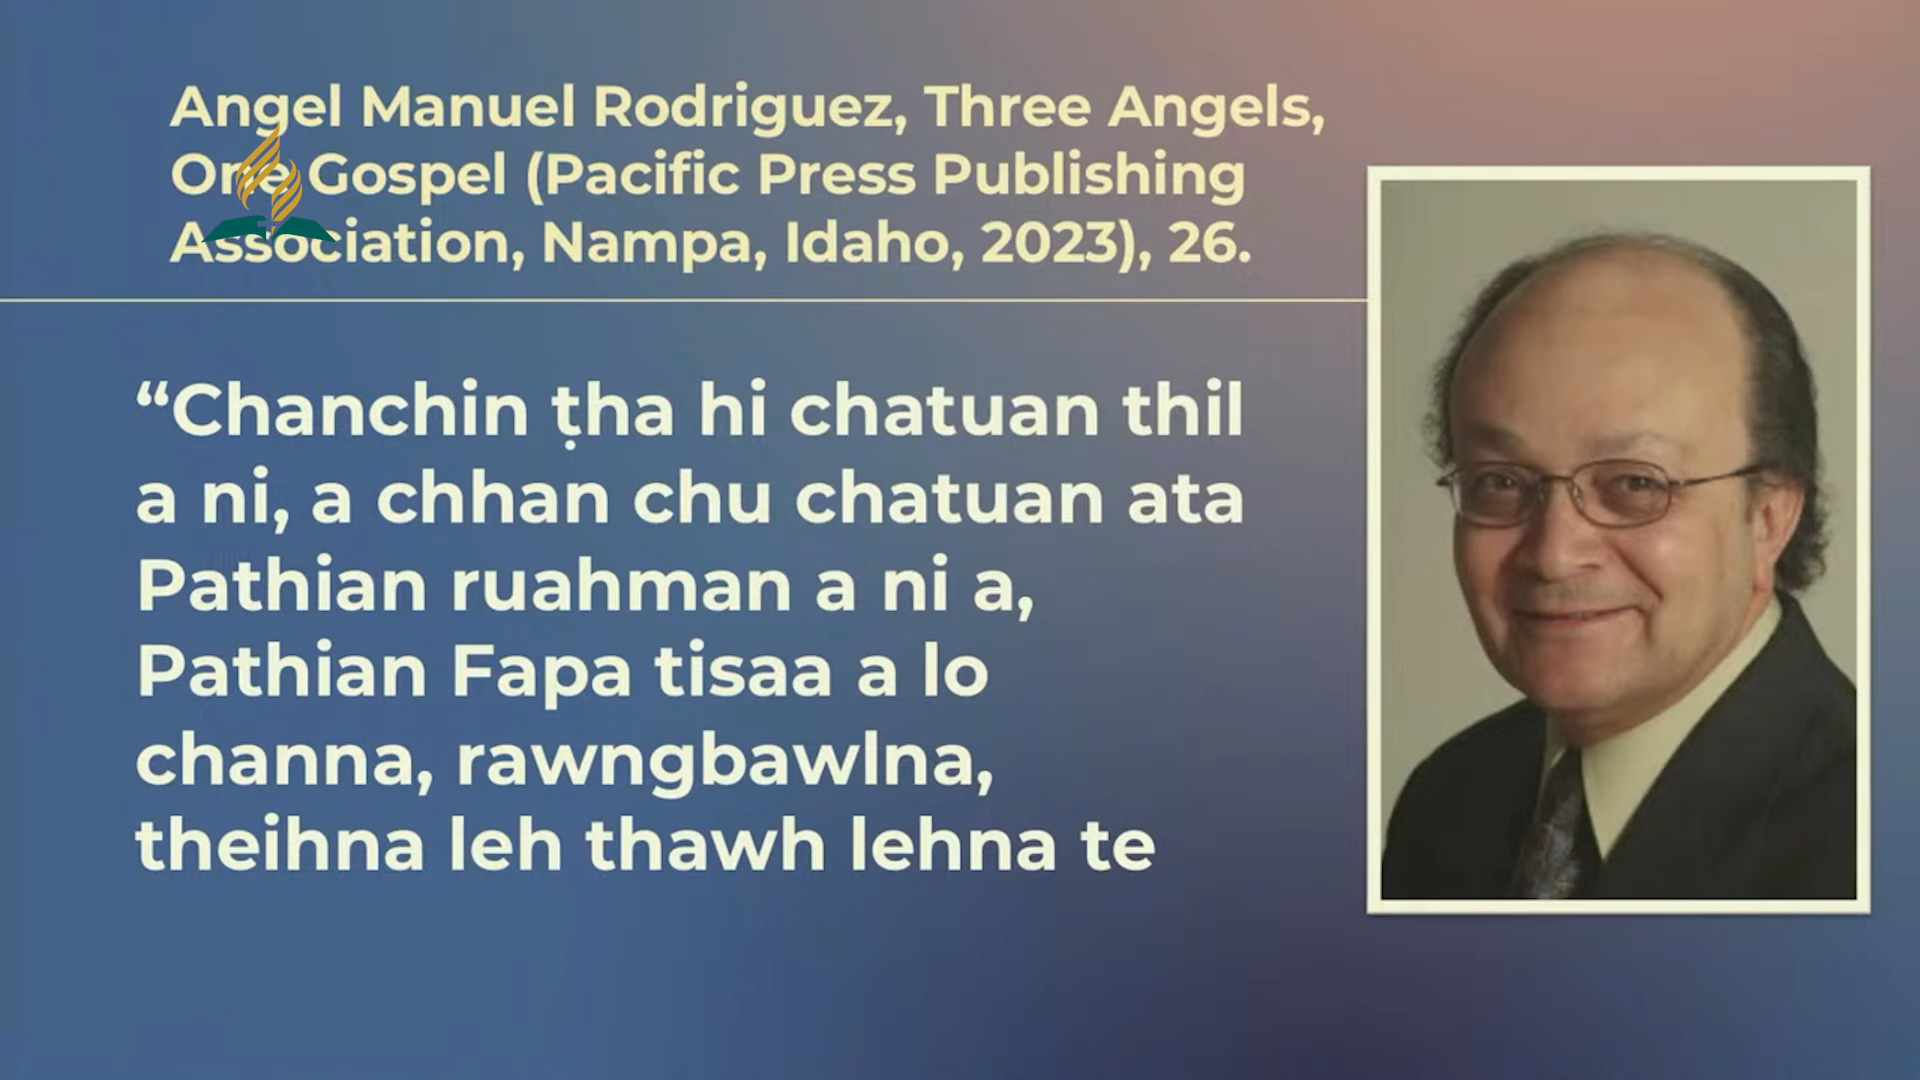 Angel Manuel Rodriguez, Three Angels,
One Gospel (Pacific Press Publishing
Association, Nampa, Idaho, 2023), 26.
“Chanchin ṭha hi chatuan thil
a ni, a chhan chu chatuan ata
Pathian ruahman a ni a,
Pathian Fapa tisaa a lo
channa, rawngbawlna,
theihna leh thawh lehna te